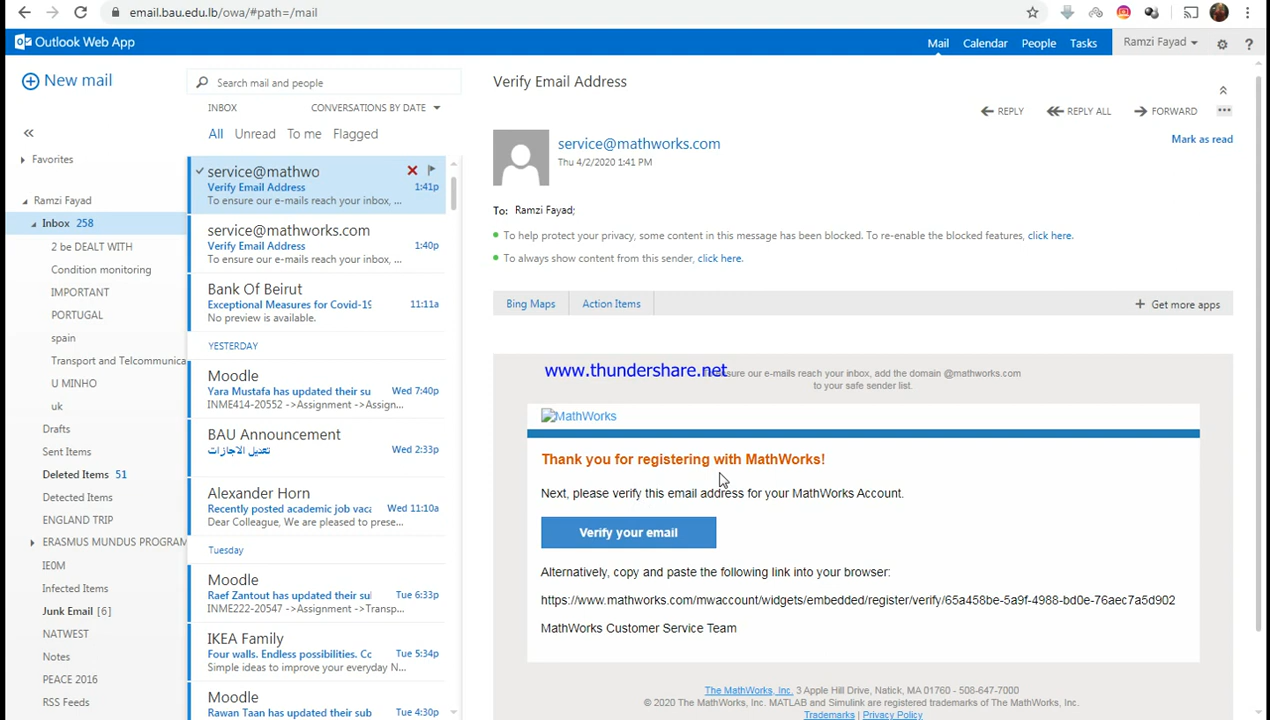 email.bau.edu.lb/owa/#path=/mail
Outlook Web App
Mail
Calendar
People
Tasks
Ramzi Fayad
?
New mail
Search mail and people
INBOX
CONVERSATIONS BY DATE
All
Unread
To me
Flagged
Favorites
Ramzi Fayad
Inbox 258
2 be DEALT WITH
Condition monitoring
IMPORTANT
PORTUGAL
spain
Transport and Telcommunica
U MINHO
uk
Drafts
Sent Items
Deleted Items 51
Detected Items
ENGLAND TRIP
ERASMUS MUNDUS PROGRAM
IE0M
Infected Items
Junk Email [6]
NATWEST
Notes
PEACE 2016
RSS Feeds
service@mathwo
Verify Email Address 1:41p
To ensure our e-mails reach your inbox, ...
service@mathworks.com
Verify Email Address 1:40p
To ensure our e-mails reach your inbox, ...
Bank Of Beirut
Exceptional Measures for Covid-19 11:11a
No preview is available.
YESTERDAY
Moodle
Yara Mustafa has updated their su Wed 7:40p
INME414-20552 ->Assignment ->Assign...
BAU Announcement
تعديل الاجازات Wed 2:33p
Alexander Horn
Recently posted academic job vaca Wed 11:10a
Dear Colleague, We are pleased to prese...
Tuesday
Moodle
Raef Zantout has updated their su Tue 6:33p
INME222-20547 ->Assignment ->Transp...
IKEA Family
Four walls. Endless possibilities. Cc Tue 5:34p
Simple ideas to improve your everyday N...
Moodle
Rawan Taan has updated their sub Tue 4:30p
Verify Email Address
REPLY
REPLY ALL
FORWARD
Mark as read
service@mathworks.com
Thu 4/2/2020 1:41 PM
To: Ramzi Fayad;
To help protect your privacy, some content in this message has been blocked. To re-enable the blocked features, click here.
To always show content from this sender, click here.
Bing Maps
Action Items
Get more apps
www.thundershare.net
sure our e-mails reach your inbox, add the domain @mathworks.com
to your safe sender list.
MathWorks
Thank you for registering with MathWorks!
Next, please verify this email address for your MathWorks Account.
Verify your email
Alternatively, copy and paste the following link into your browser:
https://www.mathworks.com/mwaccount/widgets/embedded/register/verify/65a458be-5a9f-4988-bd0e-76aec7a5d902
MathWorks Customer Service Team
The MathWorks, Inc. 3 Apple Hill Drive, Natick, MA 01760 - 508-647-7000
© 2020 The MathWorks, Inc. MATLAB and Simulink are registered trademarks of The MathWorks, Inc.
Trademarks | Privacy Policy